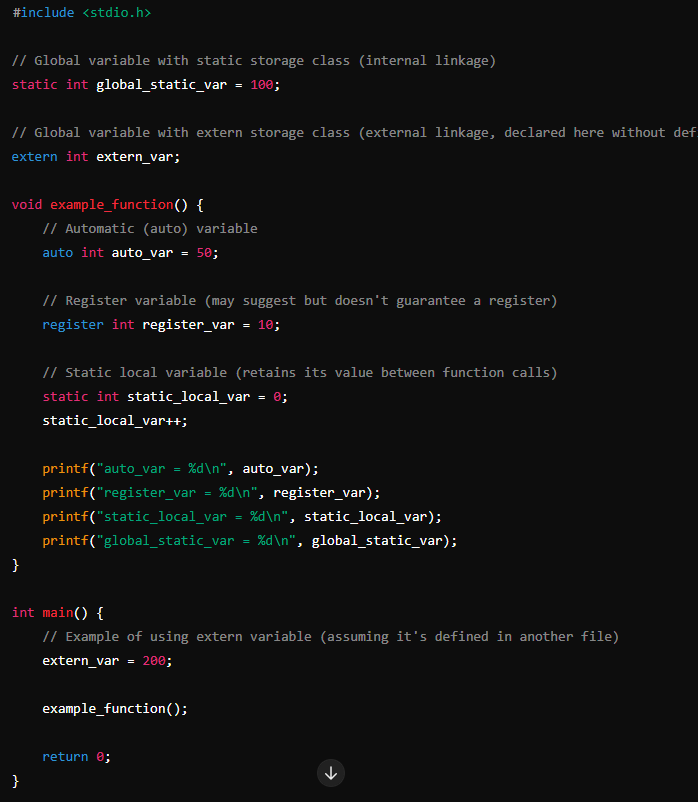 #include <stdio.h>
// Global variable with static storage class (internal linkage)
static int global_static_var = 100;
// Global variable with extern storage class (external linkage, declared here without def
extern int extern_var;
void example_function() {
    // Automatic (auto) variable
    auto int auto_var = 50;
    // Register variable (may suggest but doesn't guarantee a register)
    register int register_var = 10;
    // Static local variable (retains its value between function calls)
    static int static_local_var = 0;
    static_local_var++;
    printf("auto_var = %d\n", auto_var);
    printf("register_var = %d\n", register_var);
    printf("static_local_var = %d\n", static_local_var);
    printf("global_static_var = %d\n", global_static_var);
}
int main() {
    // Example of using extern variable (assuming it's defined in another file)
    extern_var = 200;
    example_function();
    return 0;
}